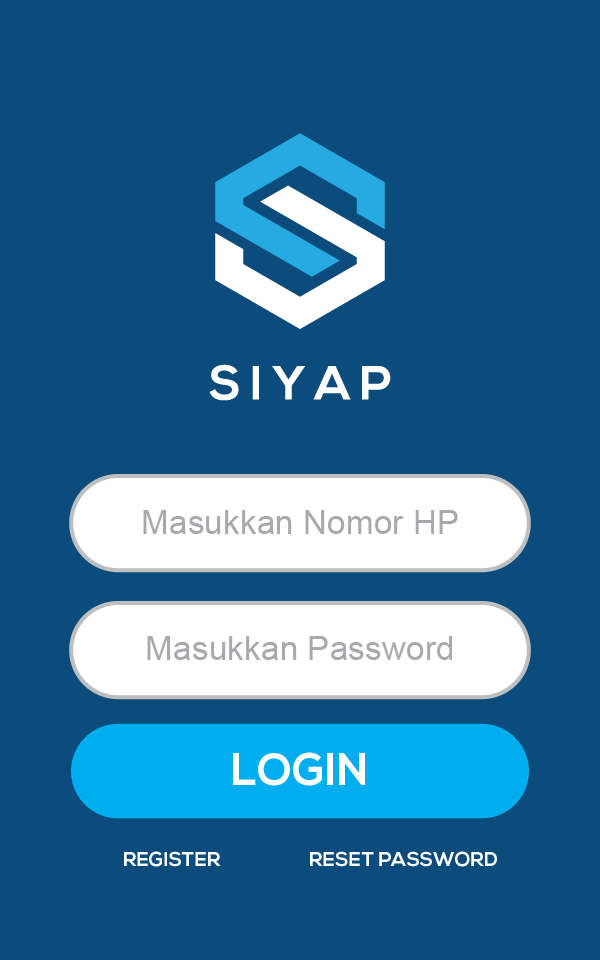 SIYAP
Masukkan Nomor HP
Masukkan Password
LOGIN
REGISTER RESET PASSWORD